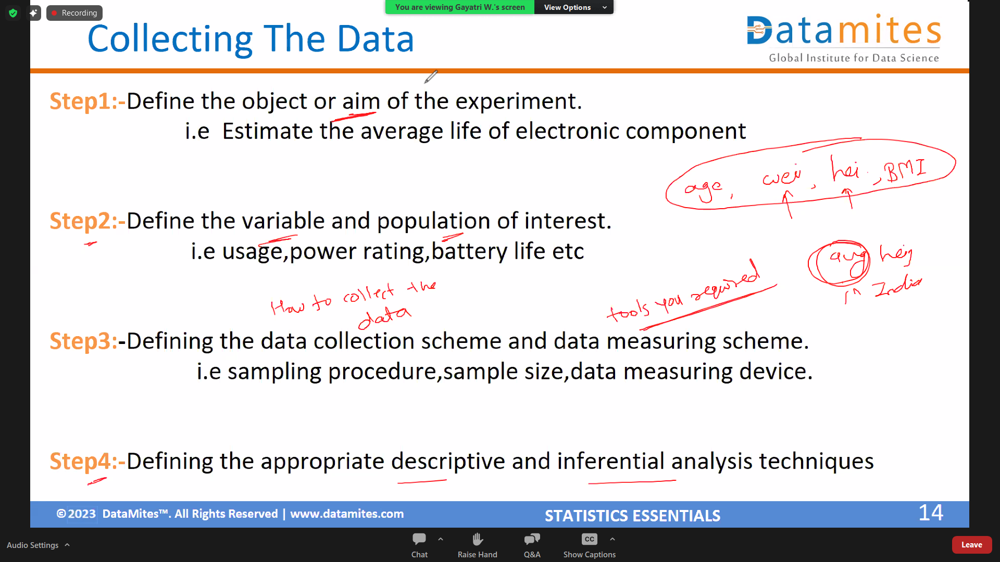 Recording
You are viewing Gayatri W.'s screen
View Options
Collecting The Data
Datamites
Global Institute for Data Science
Step1:-Define the object or aim of the experiment.
i.e Estimate the average life of electronic component
age, wei, hei, BMI
Step2:-Define the variable and population of interest.
i.e usage,power rating,battery life etc
avg heig
in India
How to collect the
data
tools you required
Step3:-Defining the data collection scheme and data measuring scheme.
i.e sampling procedure,sample size,data measuring device.
Step4:-Defining the appropriate descriptive and inferential analysis techniques
©2023 DataMites™. All Rights Reserved | www.datamites.com
STATISTICS ESSENTIALS
14
Audio Settings
Chat
Raise Hand
Q&A
CC
Show Captions
Leave